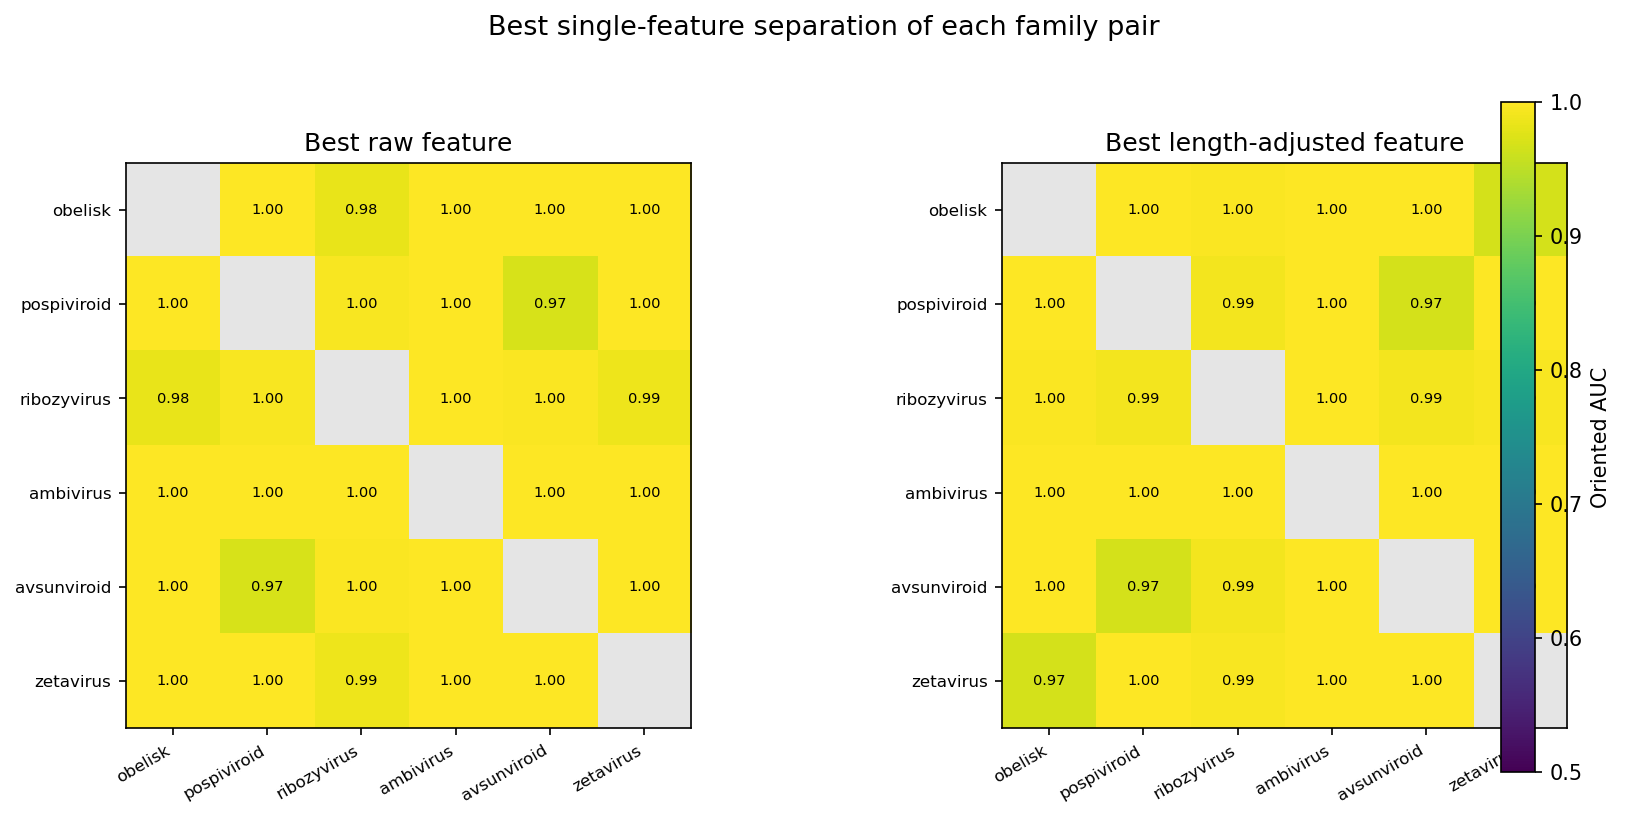 Best single-feature separation of each family pair
Best raw feature
obelisk 1.00 0.98 1.00 1.00 1.00
pospiviroid 1.00 1.00 1.00 0.97 1.00
ribozyvirus 0.98 1.00 1.00 1.00 0.99
ambivirus 1.00 1.00 1.00 1.00 1.00
avsunviroid 1.00 0.97 1.00 1.00 1.00
zetavirus 1.00 1.00 0.99 1.00 1.00
obelisk pospiviroid ribozyvirus ambivirus avsunviroid zetavirus
Best length-adjusted feature
obelisk 1.00 1.00 1.00 1.00
pospiviroid 1.00 0.99 1.00 0.97
ribozyvirus 1.00 0.99 1.00 0.99
ambivirus 1.00 1.00 1.00 1.00
avsunviroid 1.00 0.97 0.99 1.00
zetavirus 0.97 1.00 0.99 1.00 1.00
obelisk pospiviroid ribozyvirus ambivirus avsunviroid
1.0
0.9
0.8
0.7
0.6
0.5
Oriented AUC